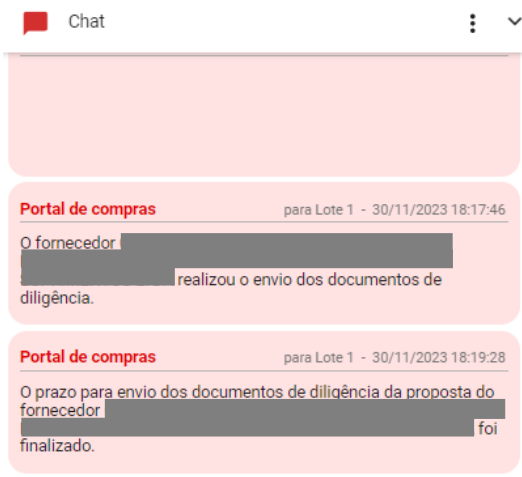 Chat
Portal de compras para Lote 1 - 30/11/2023 18:17:46
O fornecedor
realizou o envio dos documentos de
diligência.
Portal de compras para Lote 1 - 30/11/2023 18:19:28
O prazo para envio dos documentos de diligência da proposta do
fornecedor
foi
finalizado.